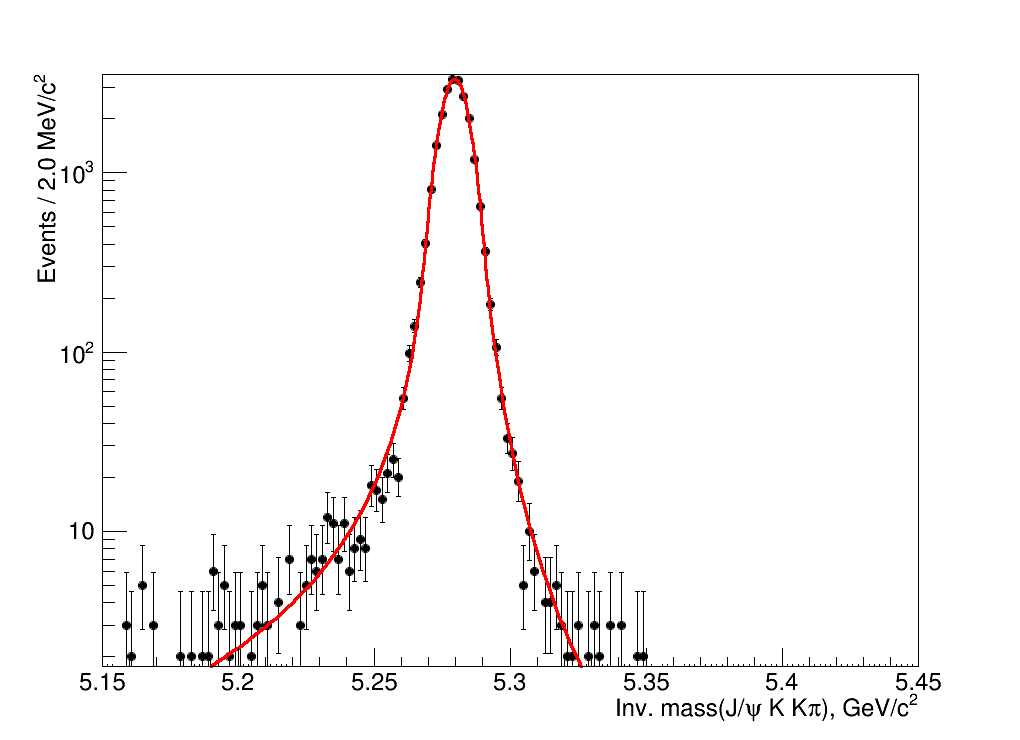 Events / 2.0 MeV/c²
10³
10²
10
5.15 5.2 5.25 5.3 5.35 5.4 5.45
Inv. mass(J/ψ K Kπ), GeV/c²